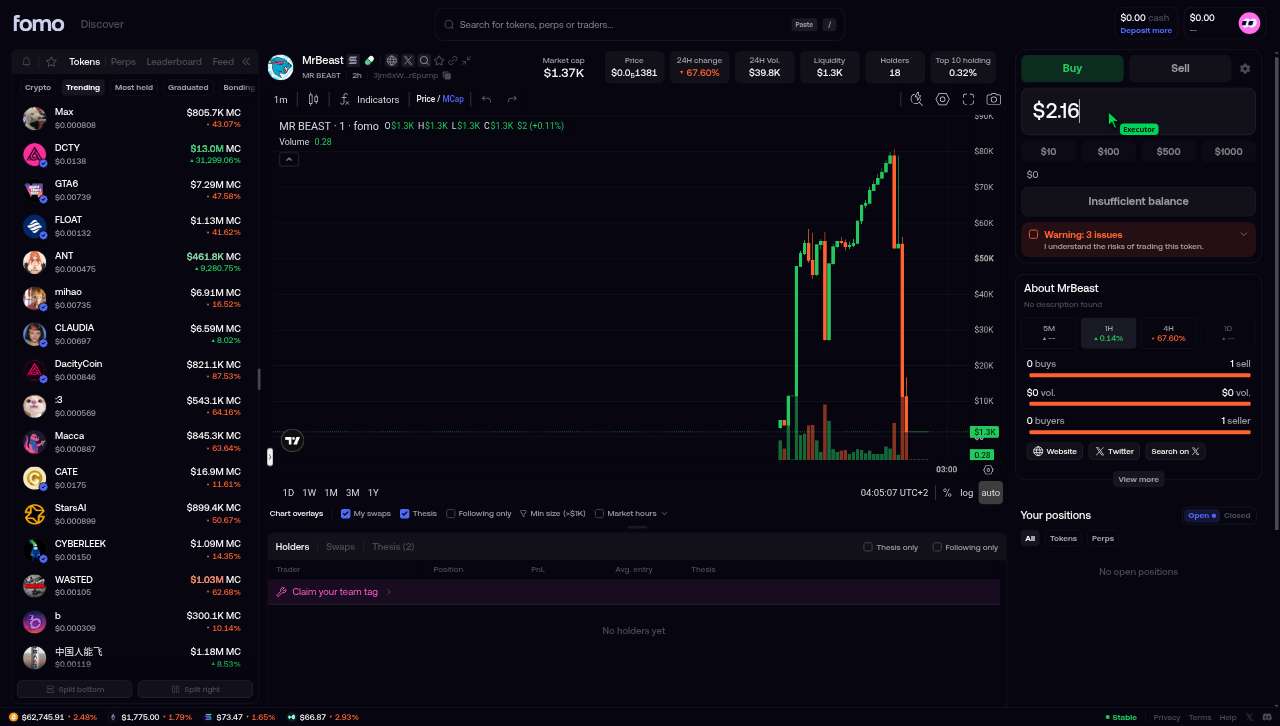 fomo
Discover
Search for tokens, perps or traders...
Paste
/
$0.00 cash
Deposit more
$0.00
—
Tokens Perps Leaderboard Feed
Crypto Trending Most held Graduated Bonding
Max $805.7K MC
$0.000808 43.07%
DCTY $13.0M MC
$0.0138 31,299.06%
GTA6 $7.29M MC
$0.00739 47.58%
FLOAT $1.13M MC
$0.00132 41.62%
ANT $461.8K MC
$0.000475 9,280.75%
mihao $6.91M MC
$0.00735 16.52%
CLAUDIA $6.59M MC
$0.00697 8.02%
DacityCoin $821.1K MC
$0.000846 87.53%
:3 $543.1K MC
$0.000569 64.16%
Macca $845.3K MC
$0.000887 63.64%
CATE $16.9M MC
$0.0175 11.61%
StarsAI $899.4K MC
$0.000899 50.67%
CYBERLEEK $1.09M MC
$0.00150 14.35%
WASTED $1.03M MC
$0.00105 62.68%
b $300.1K MC
$0.000309 10.14%
中国人能飞 $1.18M MC
$0.00119 8.53%
Split bottom Split right
MrBeast
MR BEAST 2h 3jm6xW...rEpump
Market cap
$1.37K
Price
$0.0₅1381
24H change
67.60%
24H Vol.
$39.8K
Liquidity
$1.3K
Holders
18
Top 10 holding
0.32%
1m Indicators Price / MCap
MR BEAST · 1 · fomo O$1.3K H$1.3K L$1.3K C$1.3K $2 (+0.11%)
Volume 0.28
$90K
$80K
$70K
$60K
$50K
$40K
$30K
$20K
$10K
$1.3K
0.28
03:00
1D 1W 1M 3M 1Y
04:05:07 UTC+2 % log auto
Chart overlays My swaps Thesis Following only Min size (>$1K) Market hours
Holders Swaps Thesis (2) Thesis only Following only
Trader Position PnL Avg. entry Thesis
Claim your team tag
No holders yet
Buy Sell
$2.16
Executor
$10 $100 $500 $1000
$0
Insufficient balance
Warning: 3 issues
I understand the risks of trading this token.
About MrBeast
No description found
5M 1H 4H 1D
— 0.14% 67.60% —
0 buys 1 sell
$0 vol. $0 vol.
0 buyers 1 seller
Website Twitter Search on X
View more
Your positions Open Closed
All Tokens Perps
No open positions
$62,745.91 2.48% $1,775.00 1.79% $73.47 1.65% $66.87 2.93%
Stable Privacy Terms Help